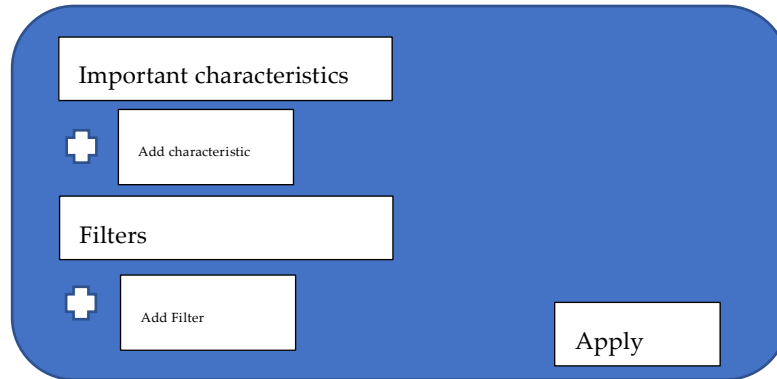 Important characteristics
Add characteristic
Filters
Add Filter
Apply